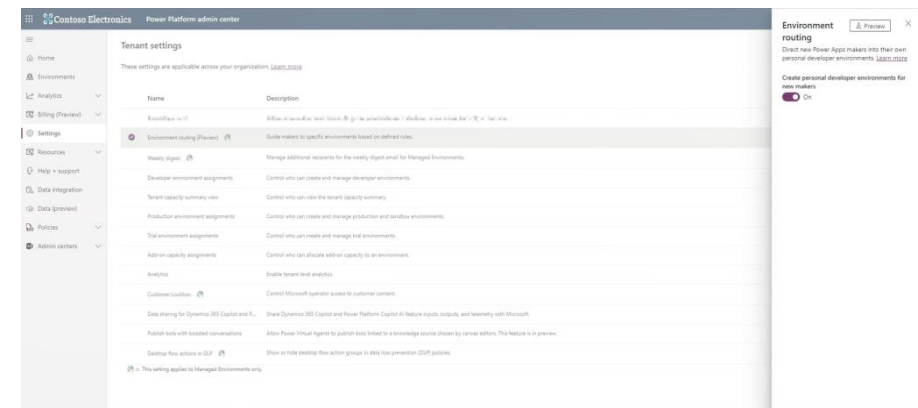 Contoso Electronics Power Platform admin center
Home
Environments
Analytics
Billing (Preview)
Settings
Resources
Help + support
Data integration
Data (preview)
Policies
Admin centers
Tenant settings
These settings are applicable across your organization. Learn more
Name Description
Environment routing (Preview) Guide makers to specific environments based on defined rules.
Weekly digest Manage additional recipients for the weekly digest email for Managed Environments.
Developer environment assignments Control who can create and manage developer environments.
Tenant capacity summary view Control who can view the tenant capacity summary.
Production environment assignments Control who can create and manage production and sandbox environments.
Trial environment assignments Control who can create and manage trial environments.
Add-on capacity assignments Control who can allocate add-on capacity to an environment.
Analytics Enable tenant level analytics.
Customer Lockbox Control Microsoft operator access to customer content.
Data sharing for Dynamics 365 Copilot and P... Share Dynamics 365 Copilot and Power Platform Copilot AI feature inputs, outputs, and telemetry with Microsoft.
Publish bots with boosted conversations Allow Power Virtual Agents to publish bots linked to a knowledge source chosen by canvas editors. This feature is in preview.
Desktop flow actions in DLP Show or hide desktop flow action groups in data loss prevention (DLP) policies.
= This setting applies to Managed Environments only.
Environment Preview
routing
Direct new Power Apps makers into their own
personal developer environments. Learn more
Create personal developer environments for
new makers
On